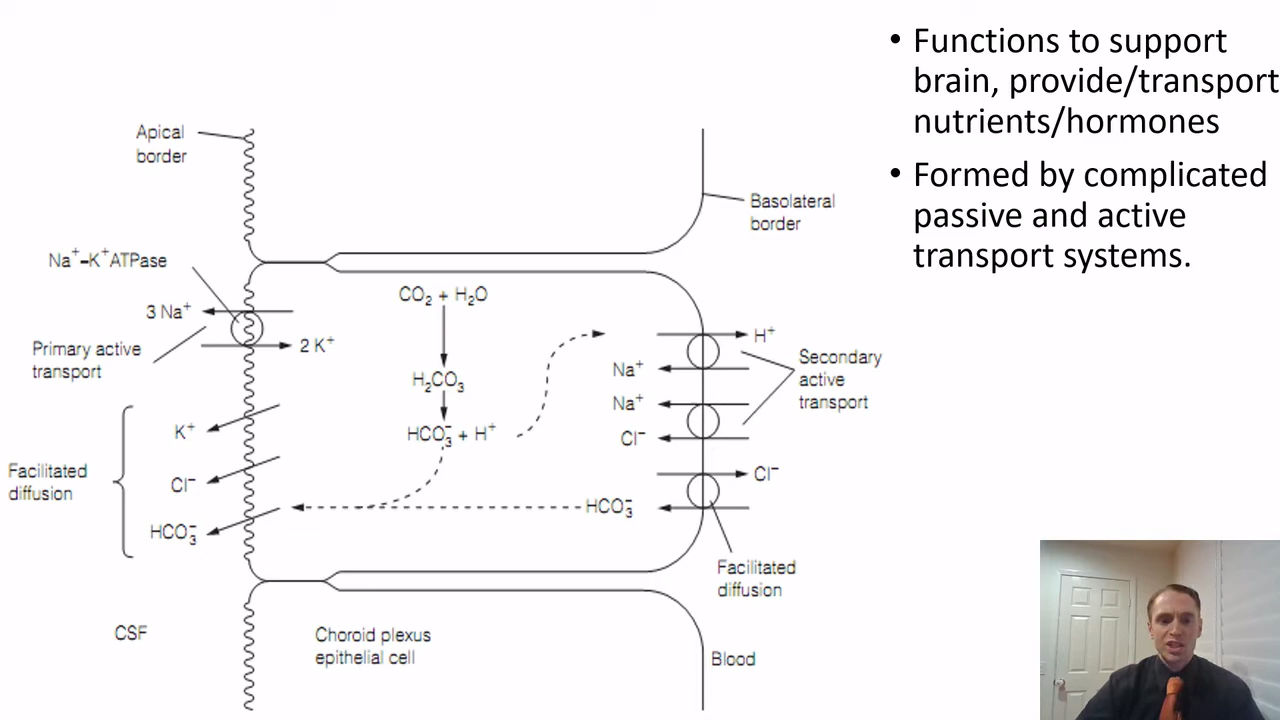 • Functions to support
brain, provide/transport
nutrients/hormones
• Formed by complicated
passive and active
transport systems.
Apical
border
Basolateral
border
Na⁺–K⁺ATPase
3 Na⁺
2 K⁺
Primary active
transport
CO₂ + H₂O
H₂CO₃
HCO₃⁻ + H⁺
H⁺
Na⁺
Na⁺
Cl⁻
Secondary
active
transport
Cl⁻
HCO₃⁻
Facilitated
diffusion
K⁺
Cl⁻
HCO₃⁻
Facilitated
diffusion
CSF
Choroid plexus
epithelial cell
Blood